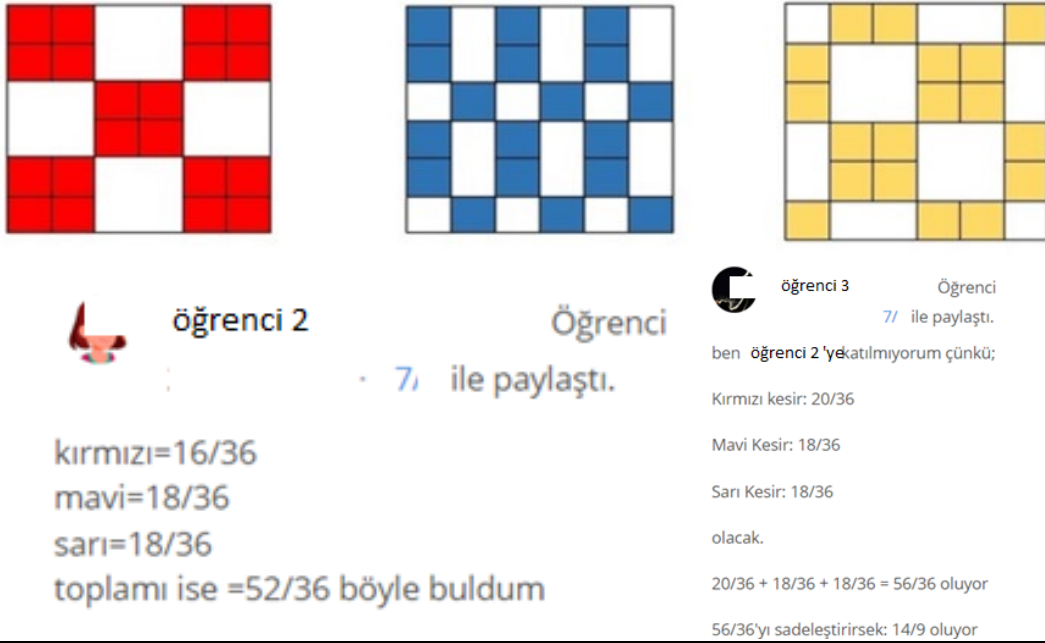 öğrenci 2
Öğrenci
· 7/ ile paylaştı.
kırmızı=16/36
mavi=18/36
sarı=18/36
toplamı ise =52/36 böyle buldum
öğrenci 3
Öğrenci
7/ ile paylaştı.
ben öğrenci 2 'ye katılmıyorum çünkü;
Kırmızı kesir: 20/36
Mavi Kesir: 18/36
Sarı Kesir: 18/36
olacak.
20/36 + 18/36 + 18/36 = 56/36 oluyor
56/36'yı sadeleştirirsek: 14/9 oluyor